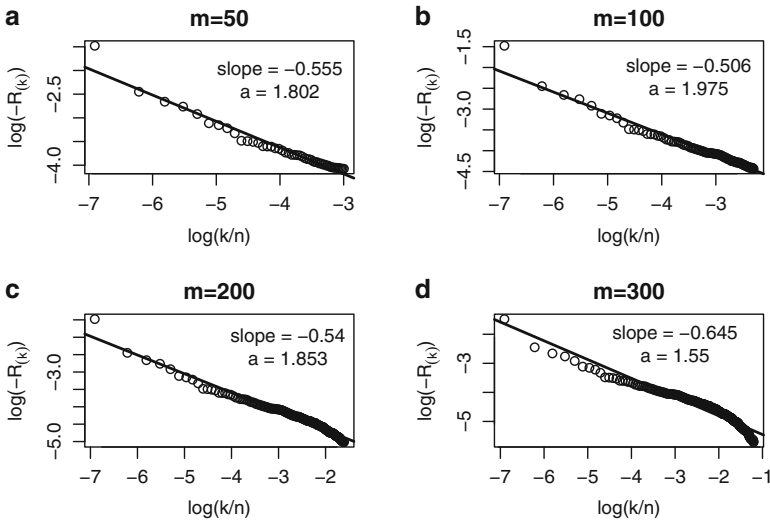 a m=50
slope = −0.555
a = 1.802
log(−R(k))
−2.5
−4.0
−7 −6 −5 −4 −3
log(k/n)
b m=100
slope = −0.506
a = 1.975
log(−R(k))
−1.5
−3.0
−4.5
−7 −6 −5 −4 −3
log(k/n)
c m=200
slope = −0.54
a = 1.853
log(−R(k))
−3.0
−5.0
−7 −6 −5 −4 −3 −2
log(k/n)
d m=300
slope = −0.645
a = 1.55
log(−R(k))
−3
−5
−7 −6 −5 −4 −3 −2 −1
log(k/n)